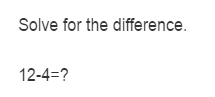 Solve for the difference.
12-4=?